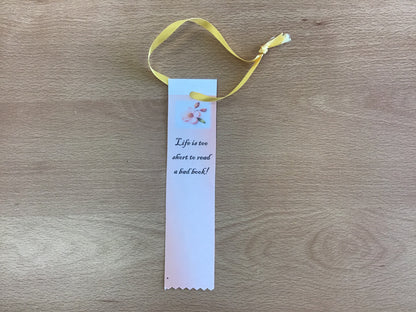 Life is too
short to read
a bad book!